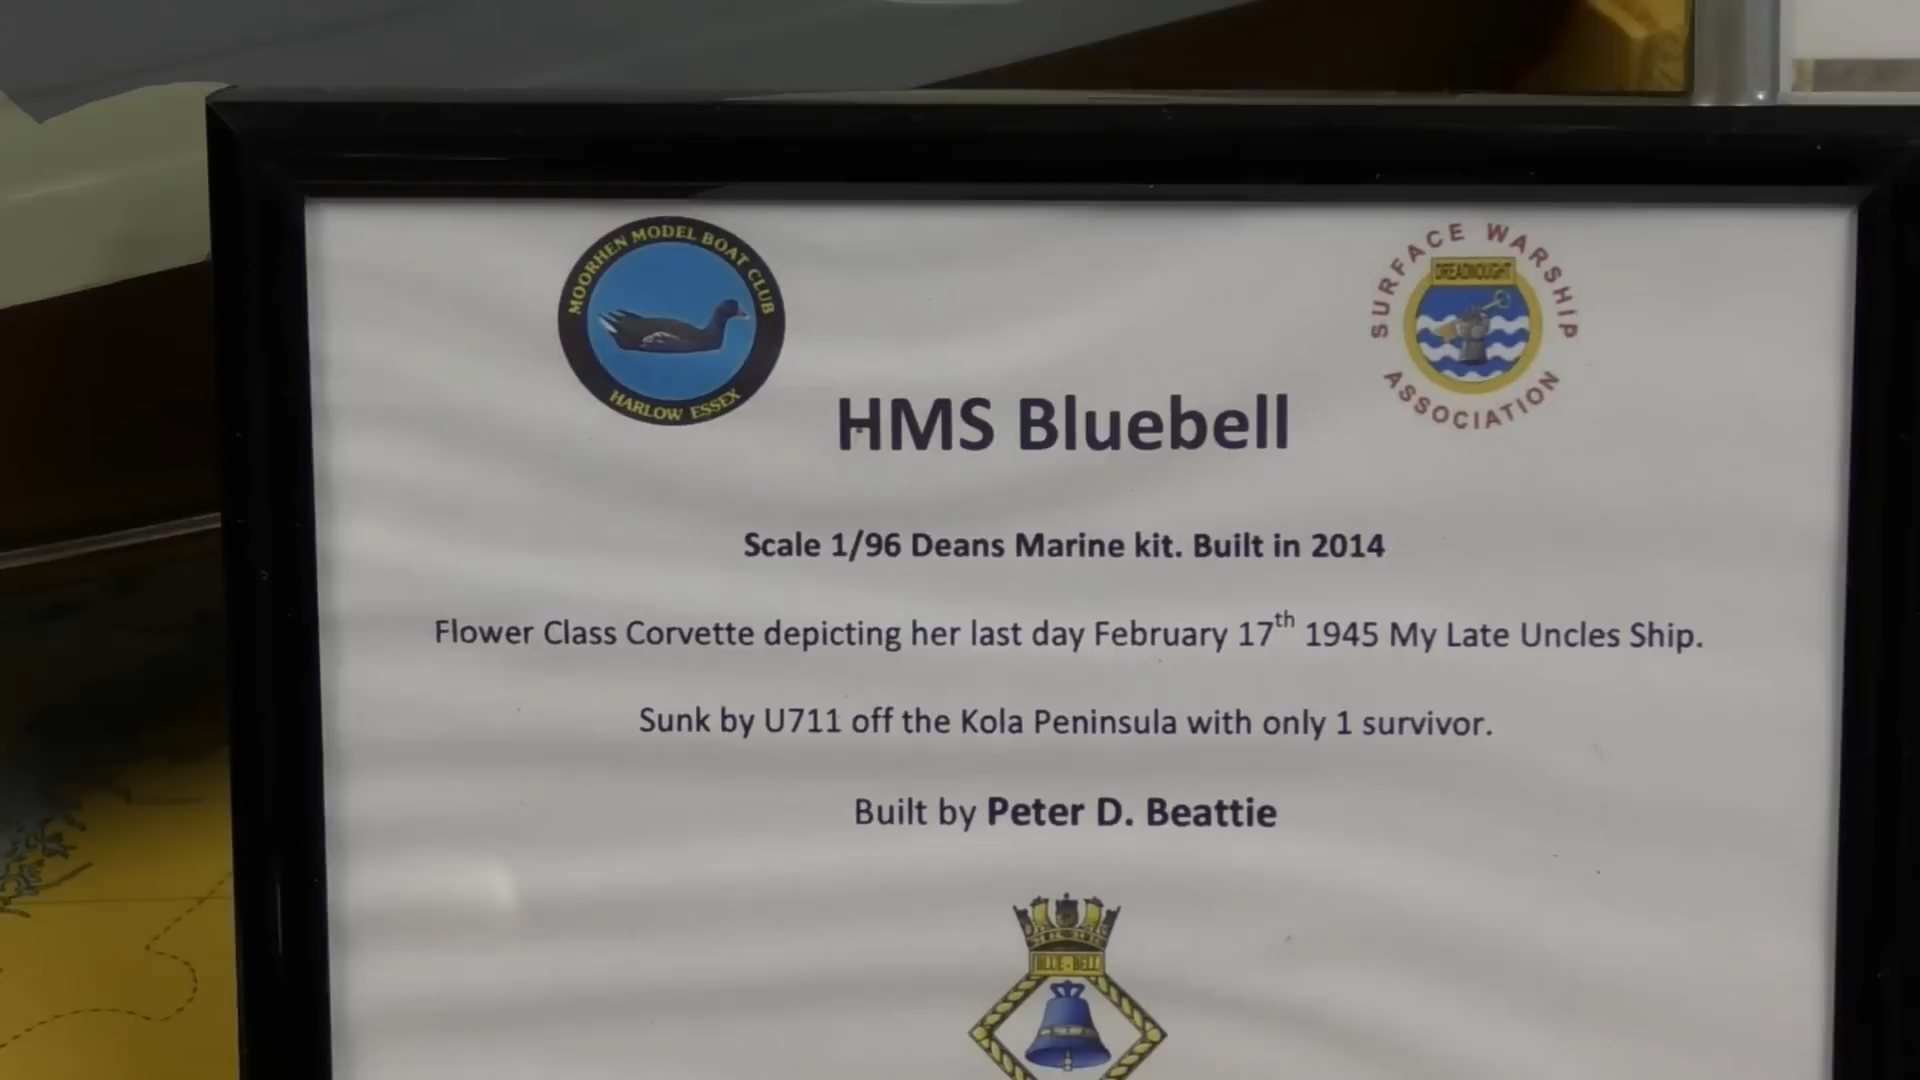 MOORHEN MODEL BOAT CLUB
HARLOW ESSEX
SURFACE WARSHIP
DREADNOUGHT
ASSOCIATION
HMS Bluebell
Scale 1/96 Deans Marine kit. Built in 2014
Flower Class Corvette depicting her last day February 17th 1945 My Late Uncles Ship.
Sunk by U711 off the Kola Peninsula with only 1 survivor.
Built by Peter D. Beattie
BLUE-BELL